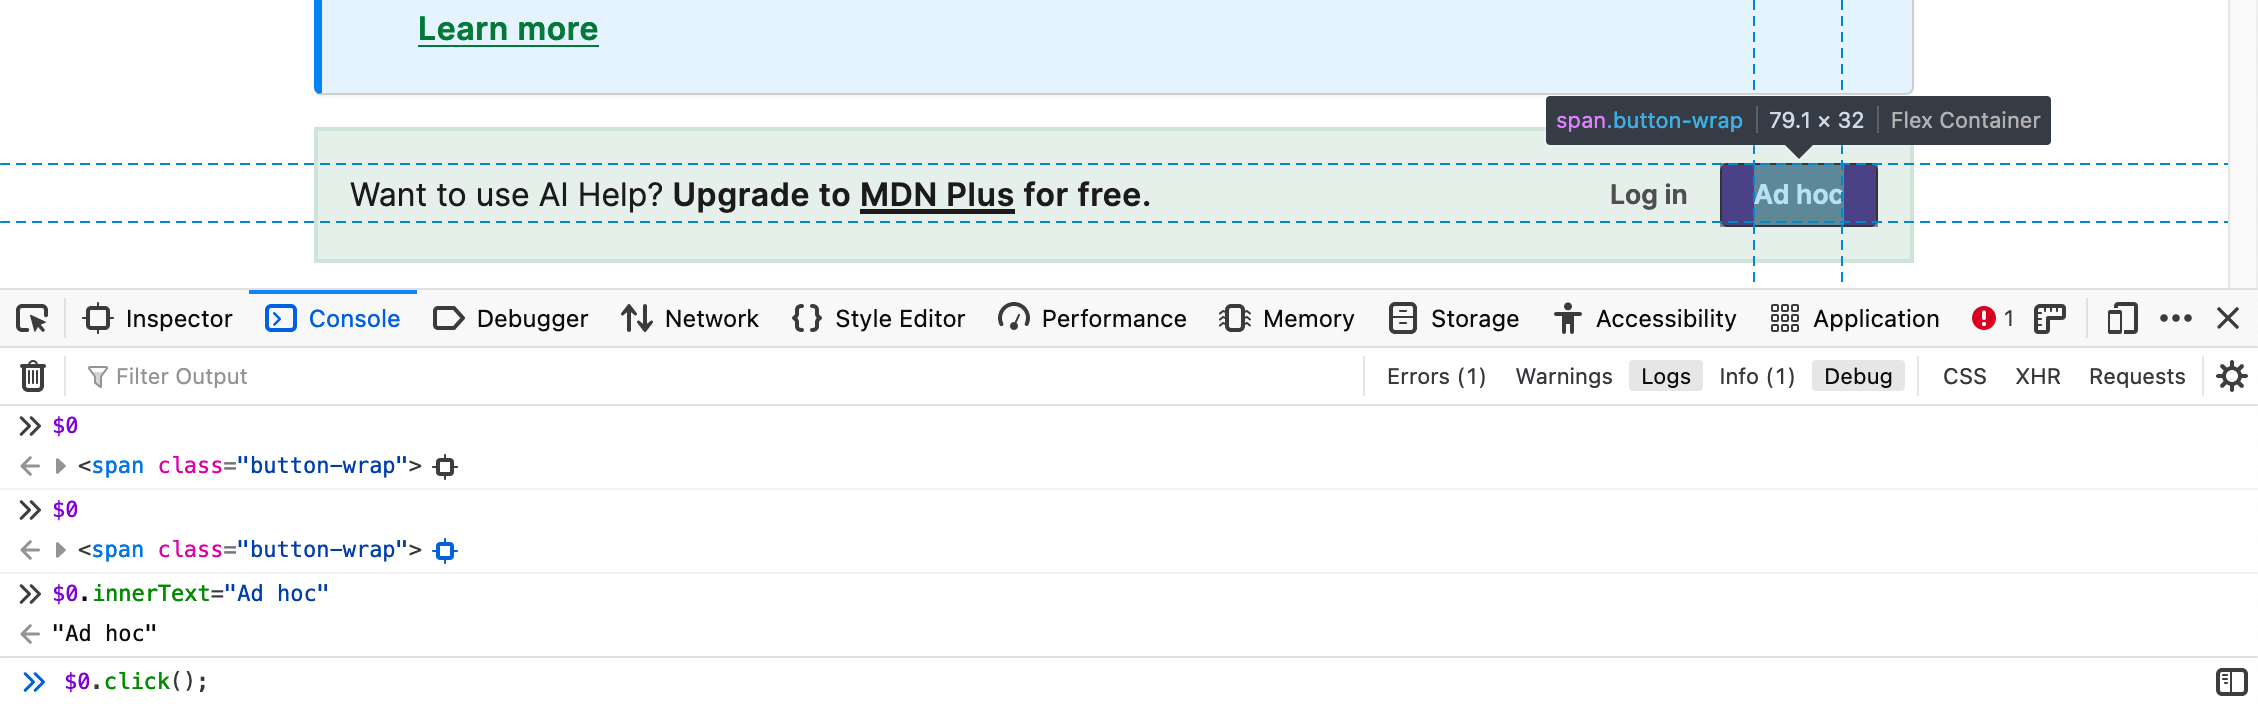 Learn more
span.button-wrap 79.1 × 32 Flex Container
Want to use AI Help? Upgrade to MDN Plus for free. Log in Ad hoc
Inspector Console Debugger Network Style Editor Performance Memory Storage Accessibility Application 1
Filter Output Errors (1) Warnings Logs Info (1) Debug CSS XHR Requests
$0
<span class="button-wrap">
$0
<span class="button-wrap">
$0.innerText="Ad hoc"
"Ad hoc"
$0.click();